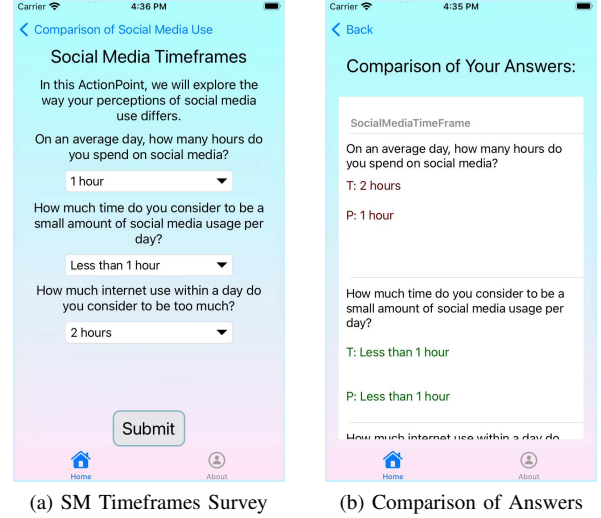 Carrier 4:36 PM
Comparison of Social Media Use
Social Media Timeframes
In this ActionPoint, we will explore the
way your perceptions of social media
use differs.
On an average day, how many hours do
you spend on social media?
1 hour
How much time do you consider to be a
small amount of social media usage per
day?
Less than 1 hour
How much internet use within a day do
you consider to be too much?
2 hours
Submit
Home About
(a) SM Timeframes Survey
Carrier 4:35 PM
Back
Comparison of Your Answers:
SocialMediaTimeFrame
On an average day, how many hours do
you spend on social media?
T: 2 hours
P: 1 hour
How much time do you consider to be a
small amount of social media usage per
day?
T: Less than 1 hour
P: Less than 1 hour
How much internet use within a day do
Home About
(b) Comparison of Answers